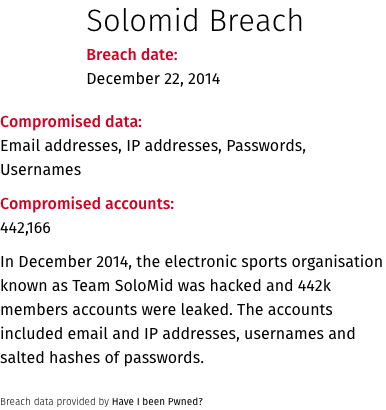 Solomid Breach
Breach date:
December 22, 2014
Compromised data:
Email addresses, IP addresses, Passwords,
Usernames
Compromised accounts:
442,166
In December 2014, the electronic sports organisation
known as Team SoloMid was hacked and 442k
members accounts were leaked. The accounts
included email and IP addresses, usernames and
salted hashes of passwords.
Breach data provided by Have I been Pwned?